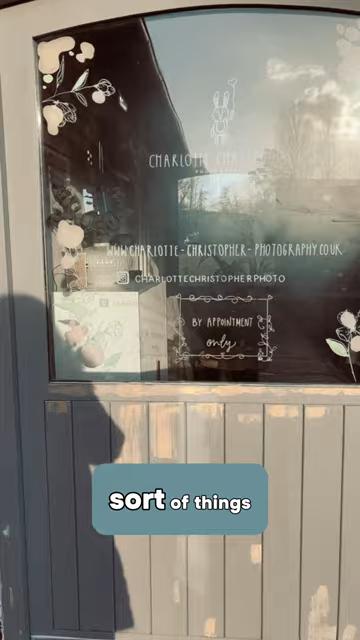 CHARLOTTE
WWW.CHARLOTTE-CHRISTOPHER-PHOTOGRAPHY.CO.UK
CHARLOTTECHRISTOPHERPHOTO
BY APPOINTMENT
only
sort of things